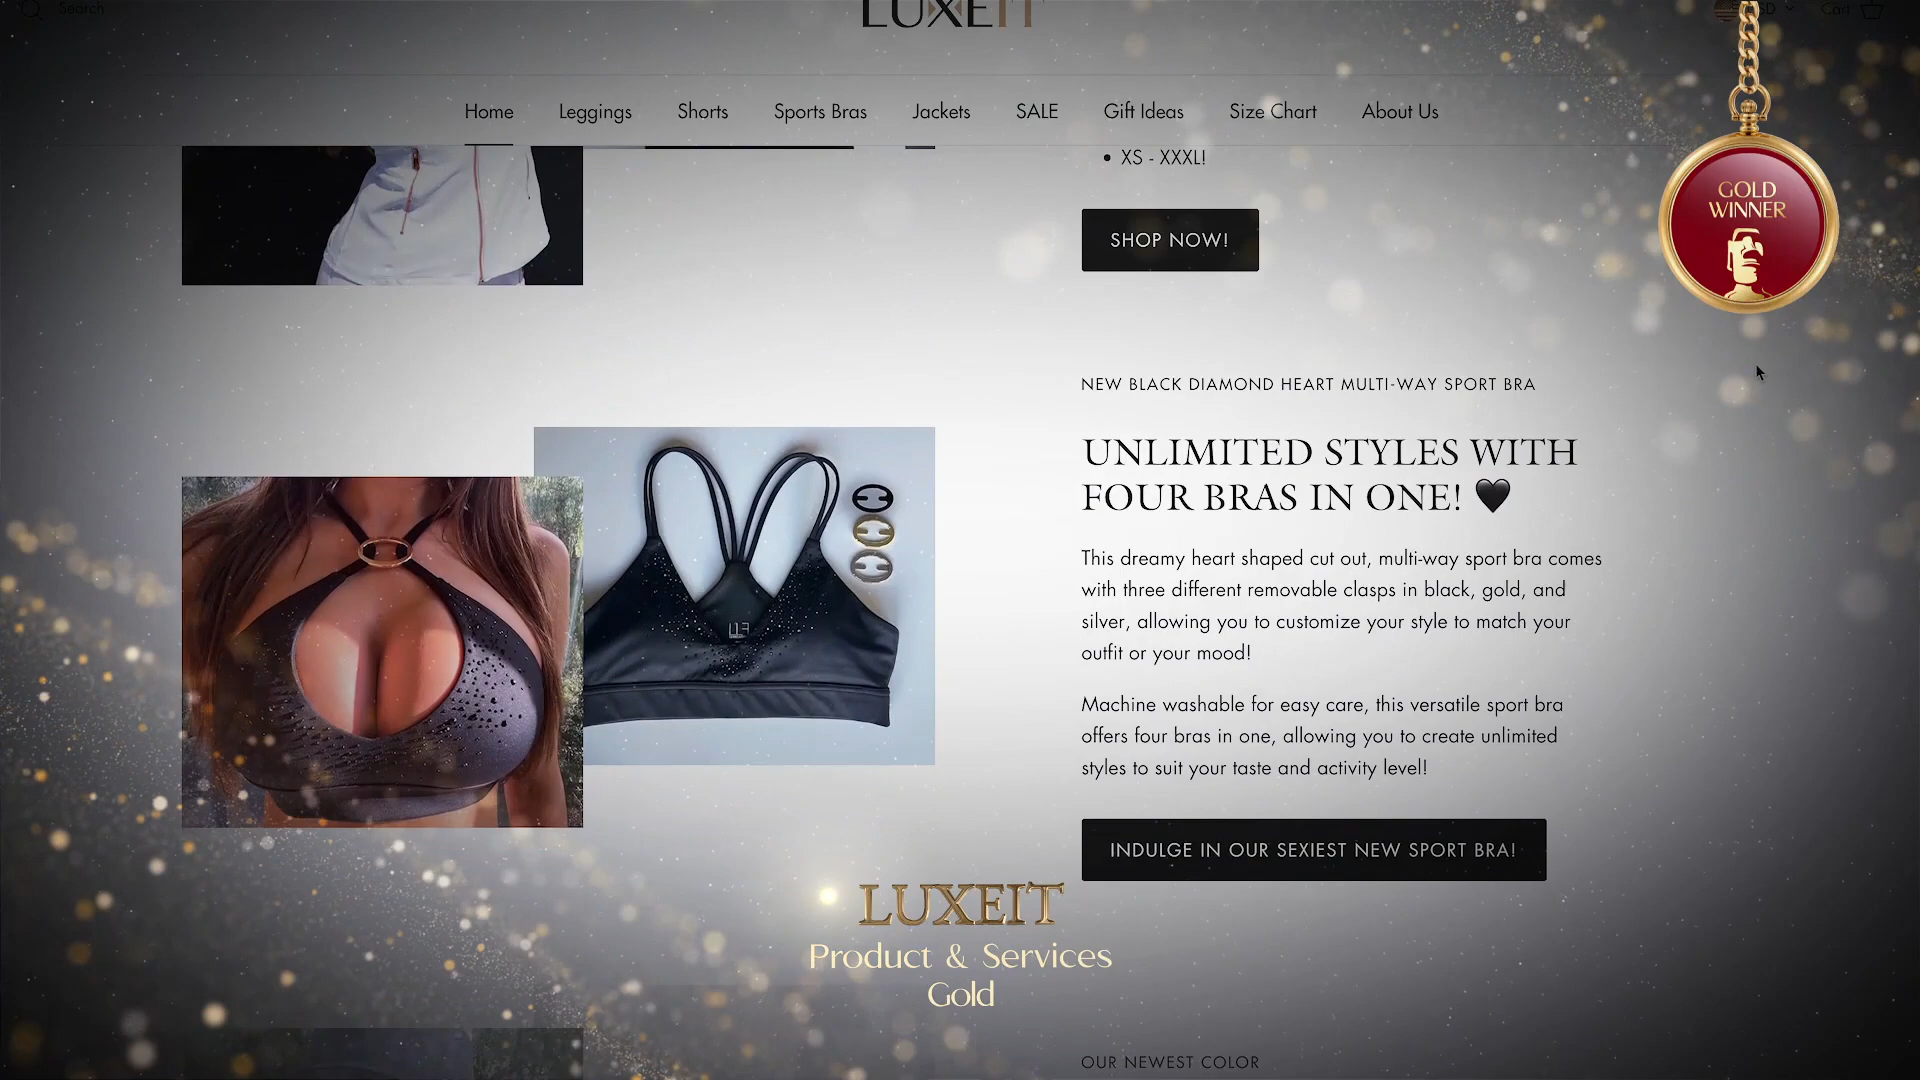 Search
LUXEIT
Cart
Home
Leggings
Shorts
Sports Bras
Jackets
SALE
Gift Ideas
Size Chart
About Us
• XS - XXXL!
SHOP NOW!
GOLD
WINNER
NEW BLACK DIAMOND HEART MULTI-WAY SPORT BRA
UNLIMITED STYLES WITH
FOUR BRAS IN ONE! 🖤
This dreamy heart shaped cut out, multi-way sport bra comes
with three different removable clasps in black, gold, and
silver, allowing you to customize your style to match your
outfit or your mood!
Machine washable for easy care, this versatile sport bra
offers four bras in one, allowing you to create unlimited
styles to suit your taste and activity level!
INDULGE IN OUR SEXIEST NEW SPORT BRA!
LUXEIT
Product & Services
Gold
OUR NEWEST COLOR